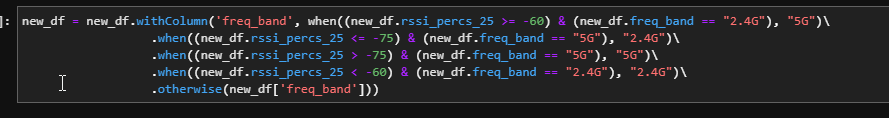 ]: new_df = new_df.withColumn('freq_band', when((new_df.rssi_percs_25 >= -60) & (new_df.freq_band == "2.4G"), "5G")\
.when((new_df.rssi_percs_25 <= -75) & (new_df.freq_band == "5G"), "2.4G")\
.when((new_df.rssi_percs_25 > -75) & (new_df.freq_band == "5G"), "5G")\
.when((new_df.rssi_percs_25 < -60) & (new_df.freq_band == "2.4G"), "2.4G")\
.otherwise(new_df['freq_band']))